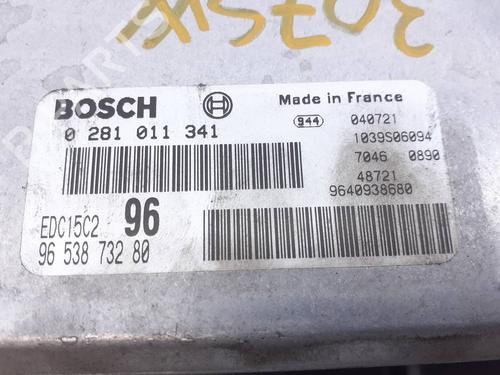 BOSCH
Made in France
0 281 011 341
944 040721
1039S06094
7046 0890
48721
9640938680
EDC15C2 96
96 538 732 80